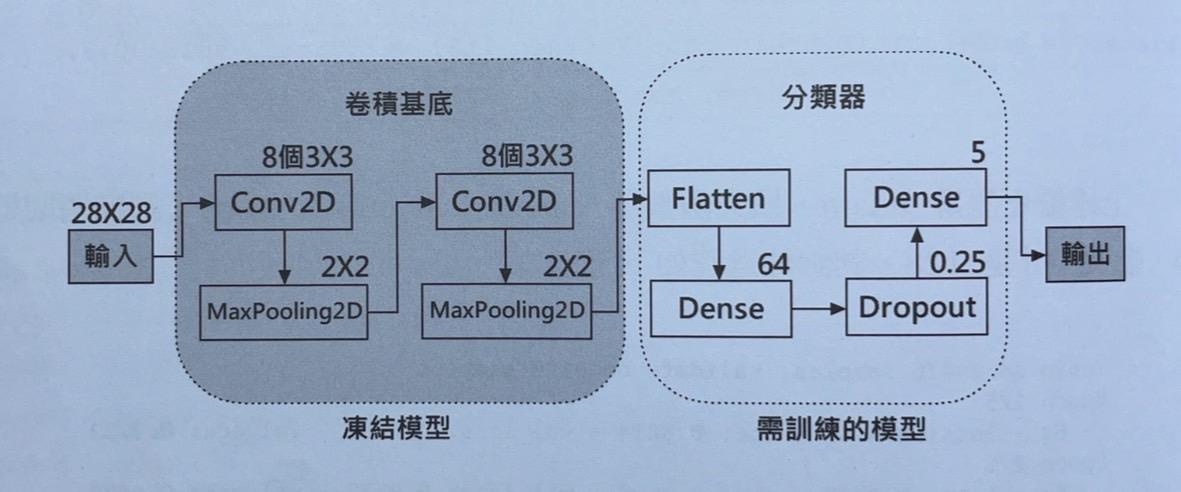 卷積基底
8個3X3
Conv2D
2X2
MaxPooling2D
8個3X3
Conv2D
2X2
MaxPooling2D
28X28
輸入
凍結模型
分類器
Flatten
64
Dense
0.25
Dropout
5
Dense
輸出
需訓練的模型